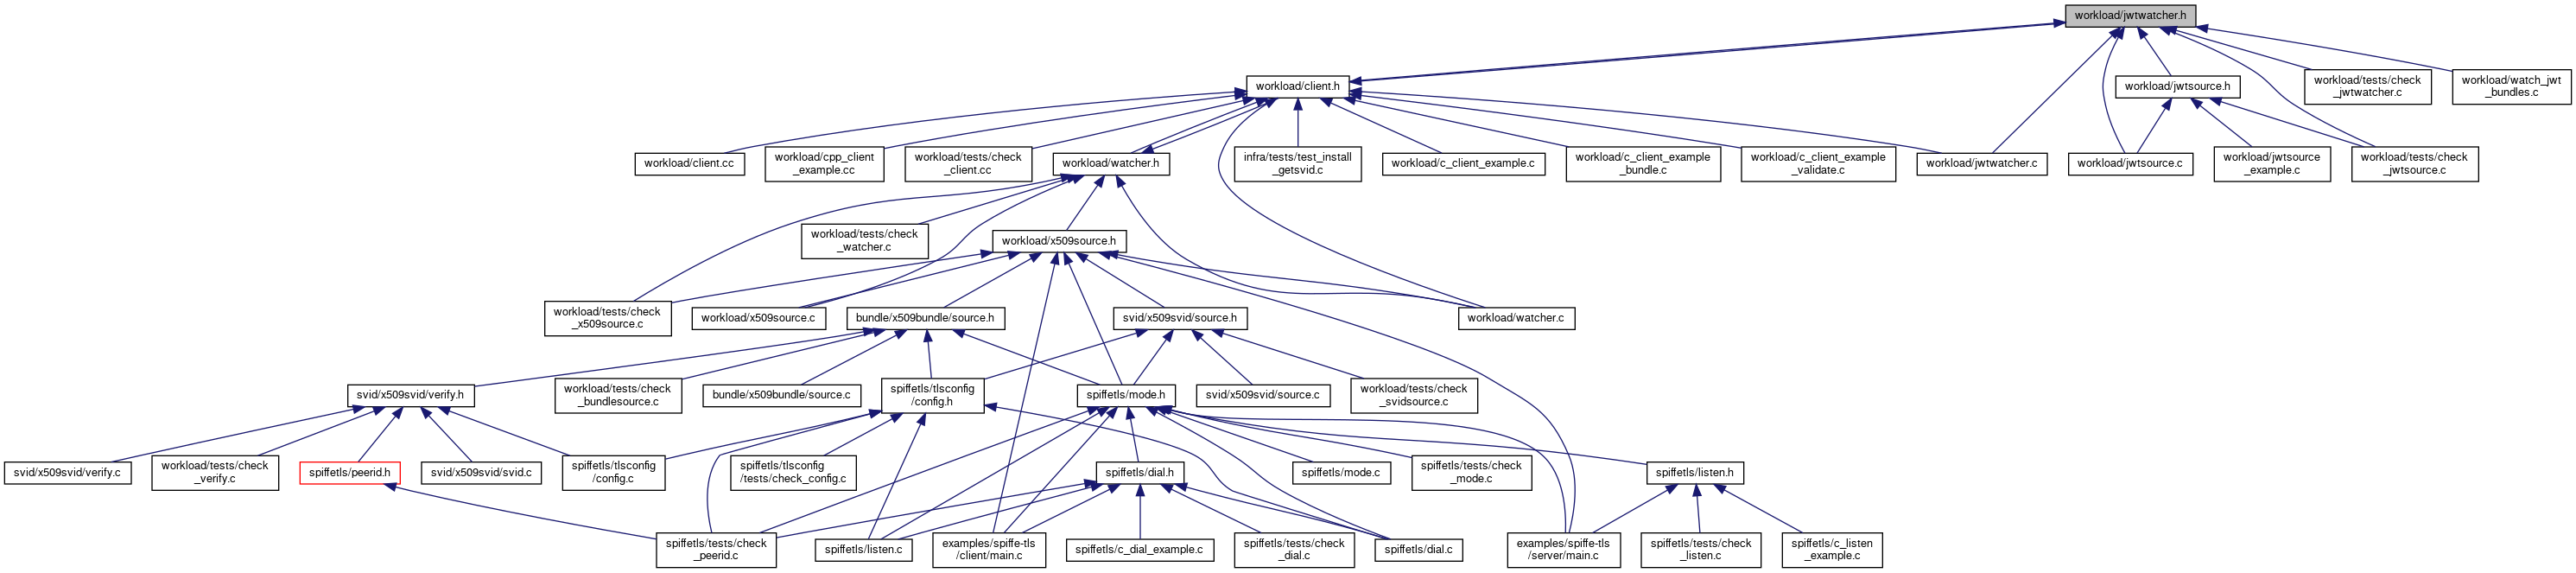 workload/jwtwatcher.h
workload/client.h
workload/jwtsource.h
workload/tests/check
_jwtwatcher.c
workload/watch_jwt
_bundles.c
workload/client.cc
workload/cpp_client
_example.cc
workload/tests/check
_client.cc
workload/watcher.h
infra/tests/test_install
_getsvid.c
workload/c_client_example.c
workload/c_client_example
_bundle.c
workload/c_client_example
_validate.c
workload/jwtwatcher.c
workload/jwtsource.c
workload/jwtsource
_example.c
workload/tests/check
_jwtsource.c
workload/tests/check
_watcher.c
workload/x509source.h
workload/tests/check
_x509source.c
workload/x509source.c
bundle/x509bundle/source.h
svid/x509svid/source.h
workload/watcher.c
svid/x509svid/verify.h
workload/tests/check
_bundlesource.c
bundle/x509bundle/source.c
spiffetls/tlsconfig
/config.h
spiffetls/mode.h
svid/x509svid/source.c
workload/tests/check
_svidsource.c
svid/x509svid/verify.c
workload/tests/check
_verify.c
spiffetls/peerid.h
svid/x509svid/svid.c
spiffetls/tlsconfig
/config.c
spiffetls/tlsconfig
/tests/check_config.c
spiffetls/dial.h
spiffetls/mode.c
spiffetls/tests/check
_mode.c
spiffetls/listen.h
spiffetls/tests/check
_peerid.c
spiffetls/listen.c
examples/spiffe-tls
/client/main.c
spiffetls/c_dial_example.c
spiffetls/tests/check
_dial.c
spiffetls/dial.c
examples/spiffe-tls
/server/main.c
spiffetls/tests/check
_listen.c
spiffetls/c_listen
_example.c